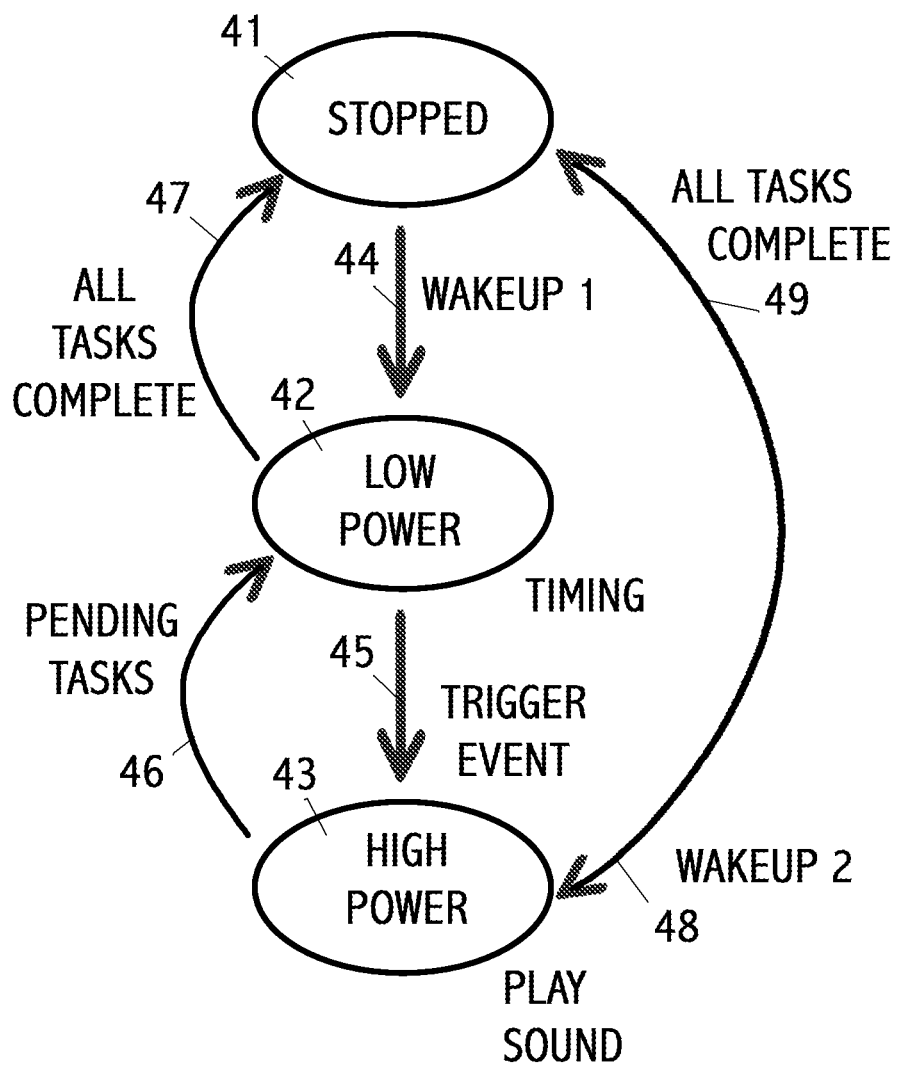 41
STOPPED
47
ALL TASKS
COMPLETE
49
44
WAKEUP 1
ALL
TASKS
COMPLETE
42
LOW
POWER
TIMING
PENDING
TASKS
45
TRIGGER
EVENT
46
43
HIGH
POWER
WAKEUP 2
48
PLAY
SOUND